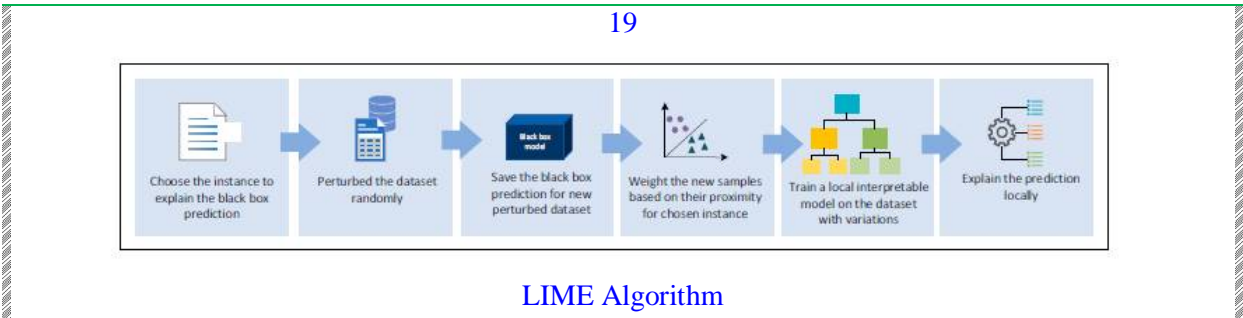 19
Choose the instance to
explain the black box
prediction
Perturbed the dataset
randomly
Black box
model
Save the black box
prediction for new
perturbed dataset
Weight the new samples
based on their proximity
for chosen instance
Train a local interpretable
model on the dataset
with variations
Explain the prediction
locally
LIME Algorithm